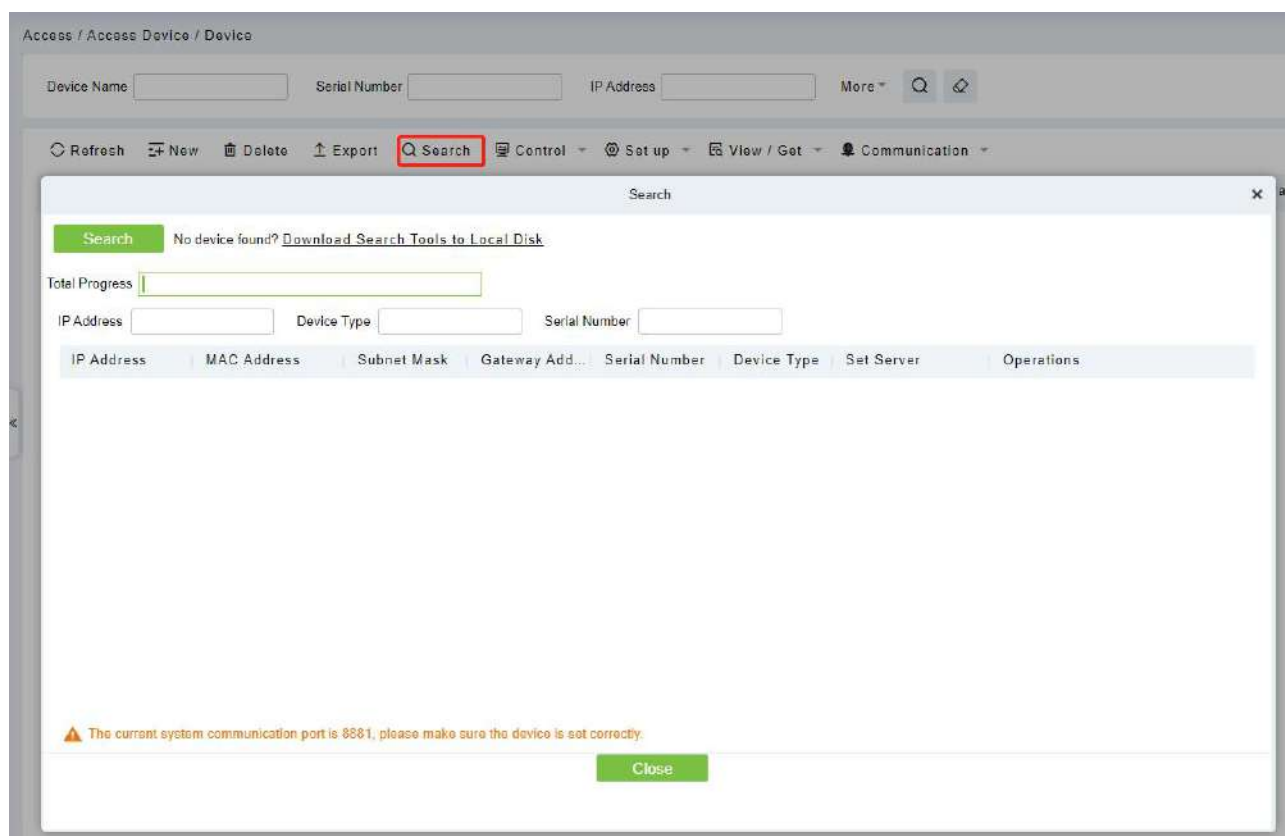 Access / Access Device / Device
Device Name Serial Number IP Address More
Refresh New Delete Export Search Control Set up View / Get Communication
Search
Search No device found? Download Search Tools to Local Disk
Total Progress
IP Address Device Type Serial Number
IP Address MAC Address Subnet Mask Gateway Add... Serial Number Device Type Set Server Operations
The current system communication port is 8881, please make sure the device is set correctly.
Close